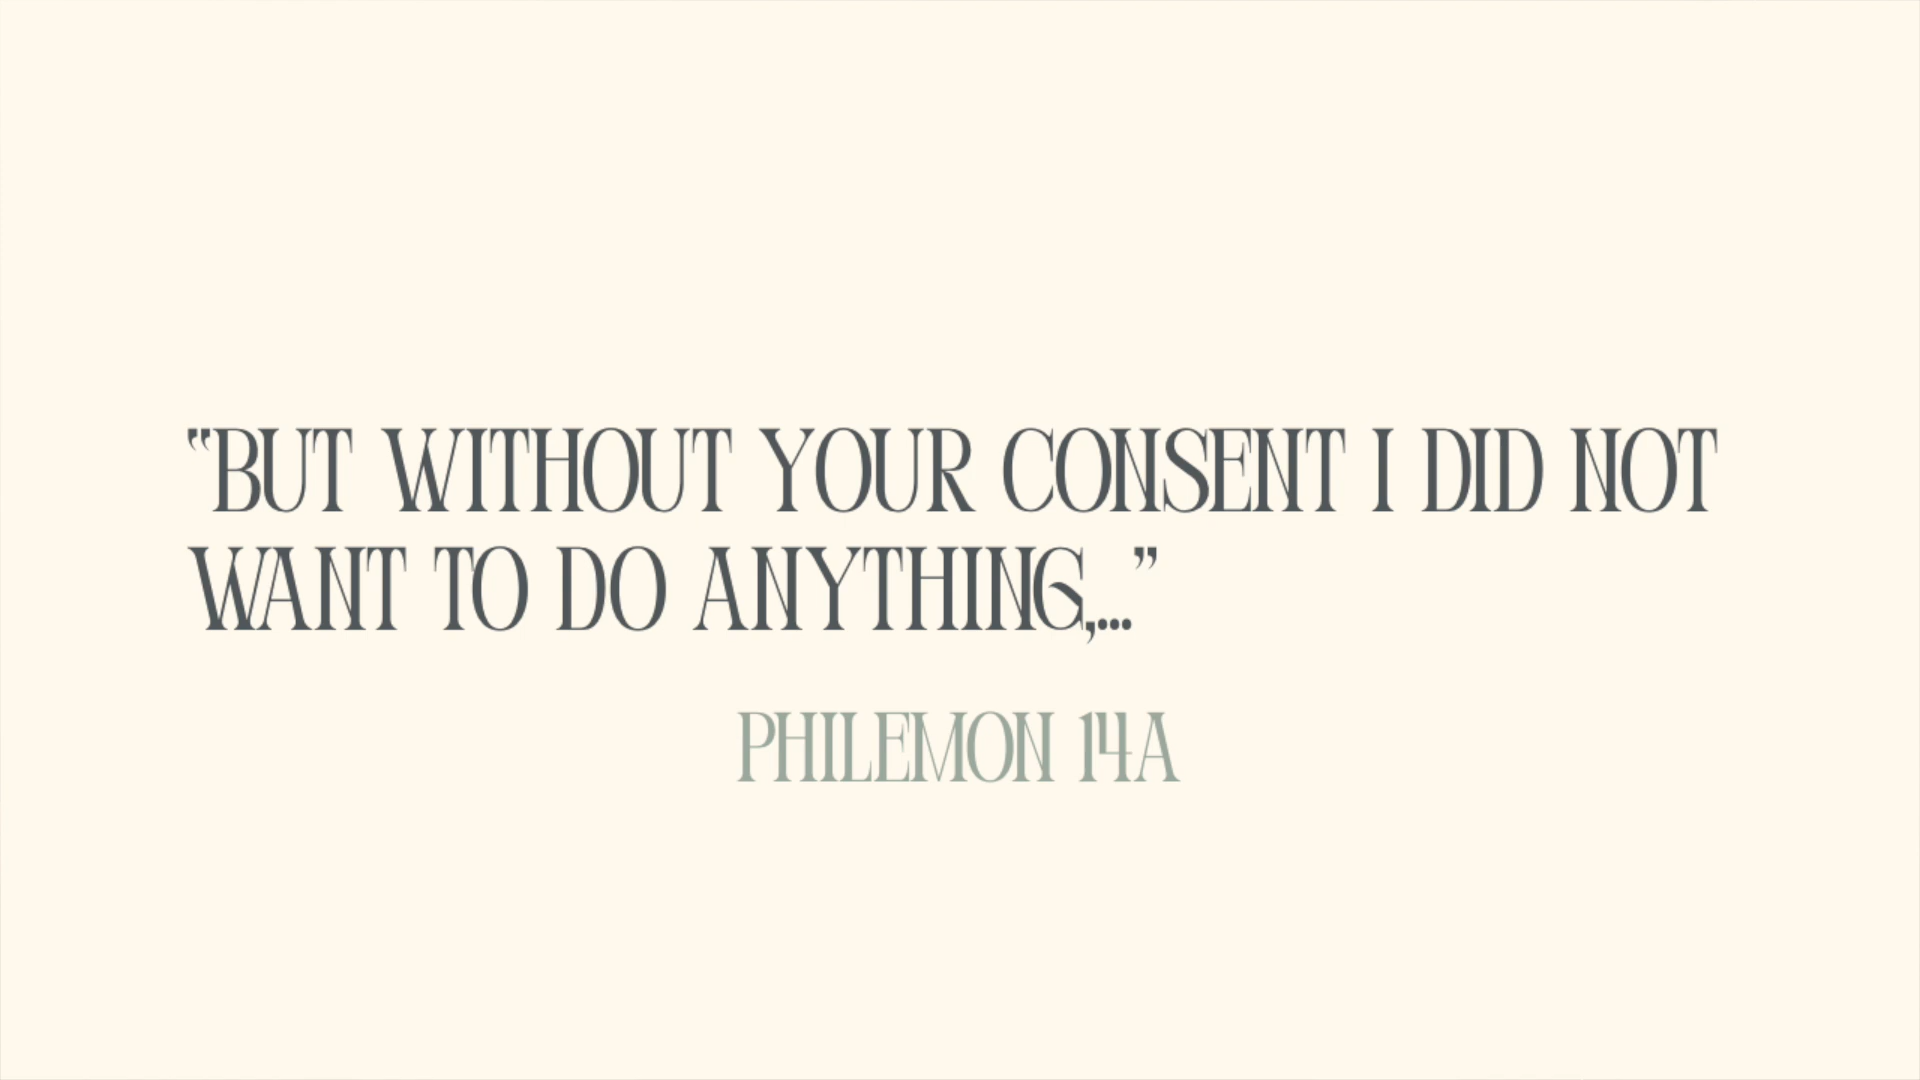 “BUT WITHOUT YOUR CONSENT I DID NOT
WANT TO DO ANYTHING,...”
PHILEMON 14A